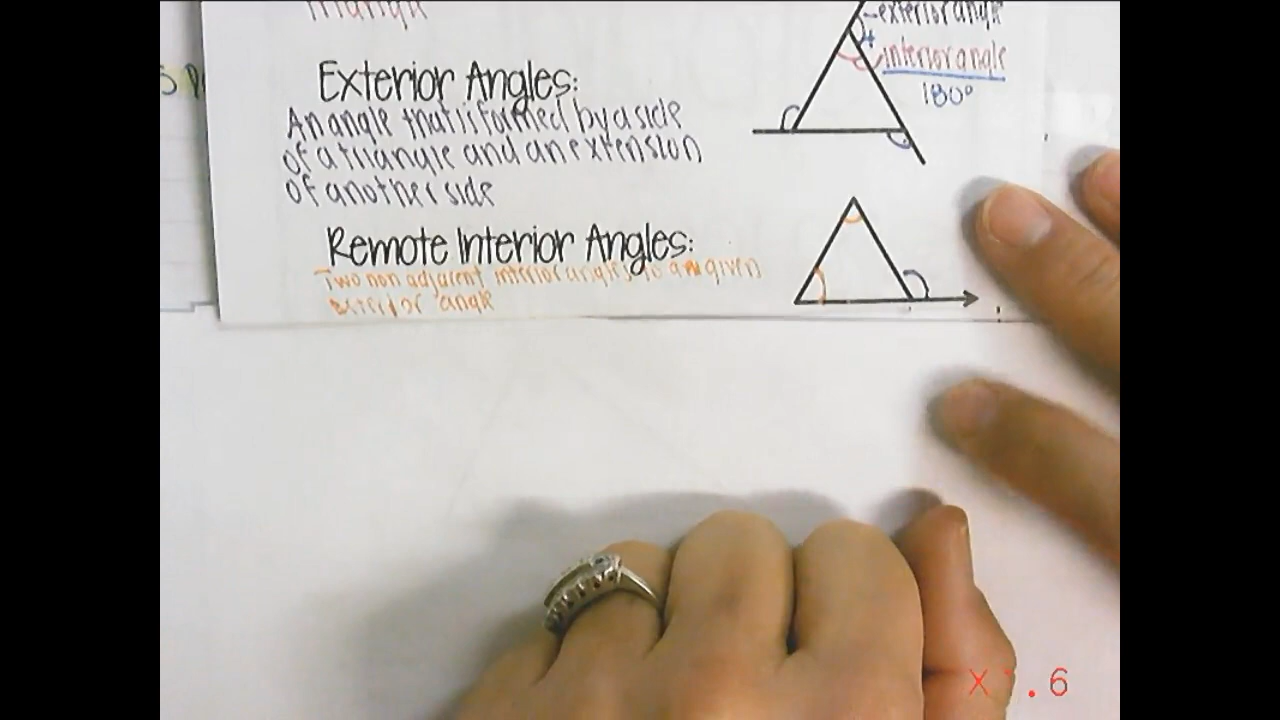 exterior angle
+
interior angle
180°
Exterior Angles:
An angle that is formed by a side
of a triangle and an extension
of another side
Remote Interior Angles:
Two non adjacent interior angles to a given
exterior angle